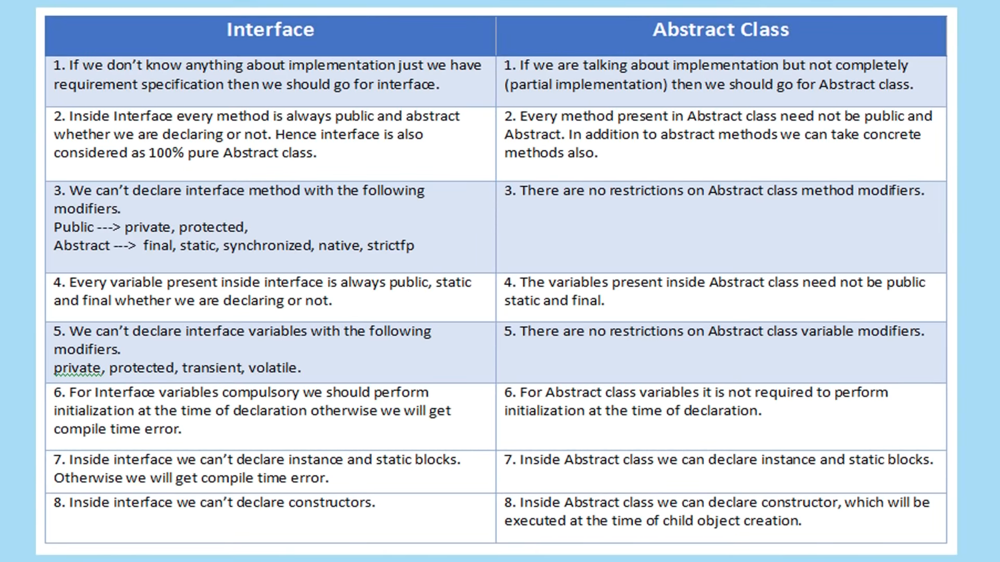 Interface
Abstract Class
1. If we don’t know anything about implementation just we have
requirement specification then we should go for interface.
1. If we are talking about implementation but not completely
(partial implementation) then we should go for Abstract class.
2. Inside Interface every method is always public and abstract
whether we are declaring or not. Hence interface is also
considered as 100% pure Abstract class.
2. Every method present in Abstract class need not be public and
Abstract. In addition to abstract methods we can take concrete
methods also.
3. We can’t declare interface method with the following
modifiers.
Public ---> private, protected,
Abstract ---> final, static, synchronized, native, strictfp
3. There are no restrictions on Abstract class method modifiers.
4. Every variable present inside interface is always public, static
and final whether we are declaring or not.
4. The variables present inside Abstract class need not be public
static and final.
5. We can’t declare interface variables with the following
modifiers.
private, protected, transient, volatile.
5. There are no restrictions on Abstract class variable modifiers.
6. For Interface variables compulsory we should perform
initialization at the time of declaration otherwise we will get
compile time error.
6. For Abstract class variables it is not required to perform
initialization at the time of declaration.
7. Inside interface we can’t declare instance and static blocks.
Otherwise we will get compile time error.
7. Inside Abstract class we can declare instance and static blocks.
8. Inside interface we can’t declare constructors.
8. Inside Abstract class we can declare constructor, which will be
executed at the time of child object creation.